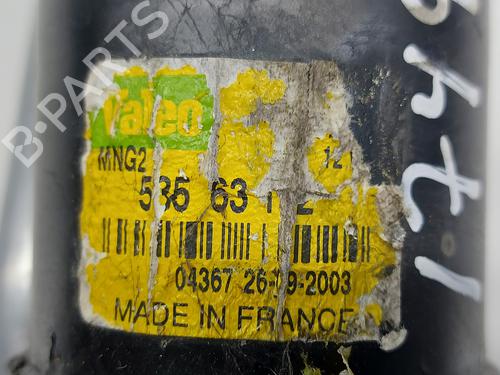 Valeo
MNG2
535 63
04367 26-09-2003
MADE IN FRANCE
B-PARTS